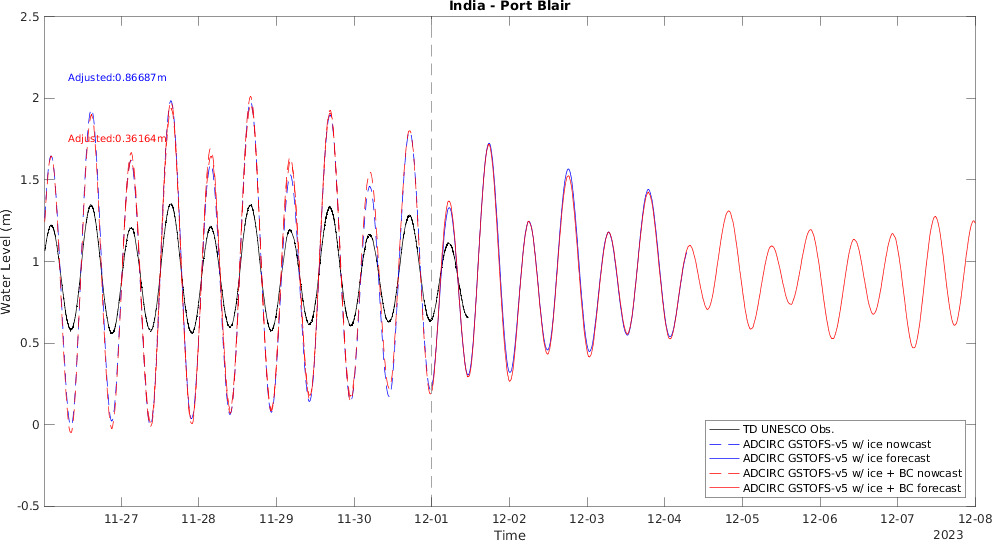 India - Port Blair
2.5
2
1.5
1
0.5
0
-0.5
Water Level (m)
Adjusted:0.86687m
Adjusted:0.36164m
TD UNESCO Obs.
ADCIRC GSTOFS-v5 w/ ice nowcast
ADCIRC GSTOFS-v5 w/ ice forecast
ADCIRC GSTOFS-v5 w/ ice + BC nowcast
ADCIRC GSTOFS-v5 w/ ice + BC forecast
11-27 11-28 11-29 11-30 12-01 12-02 12-03 12-04 12-05 12-06 12-07 12-08
Time
2023